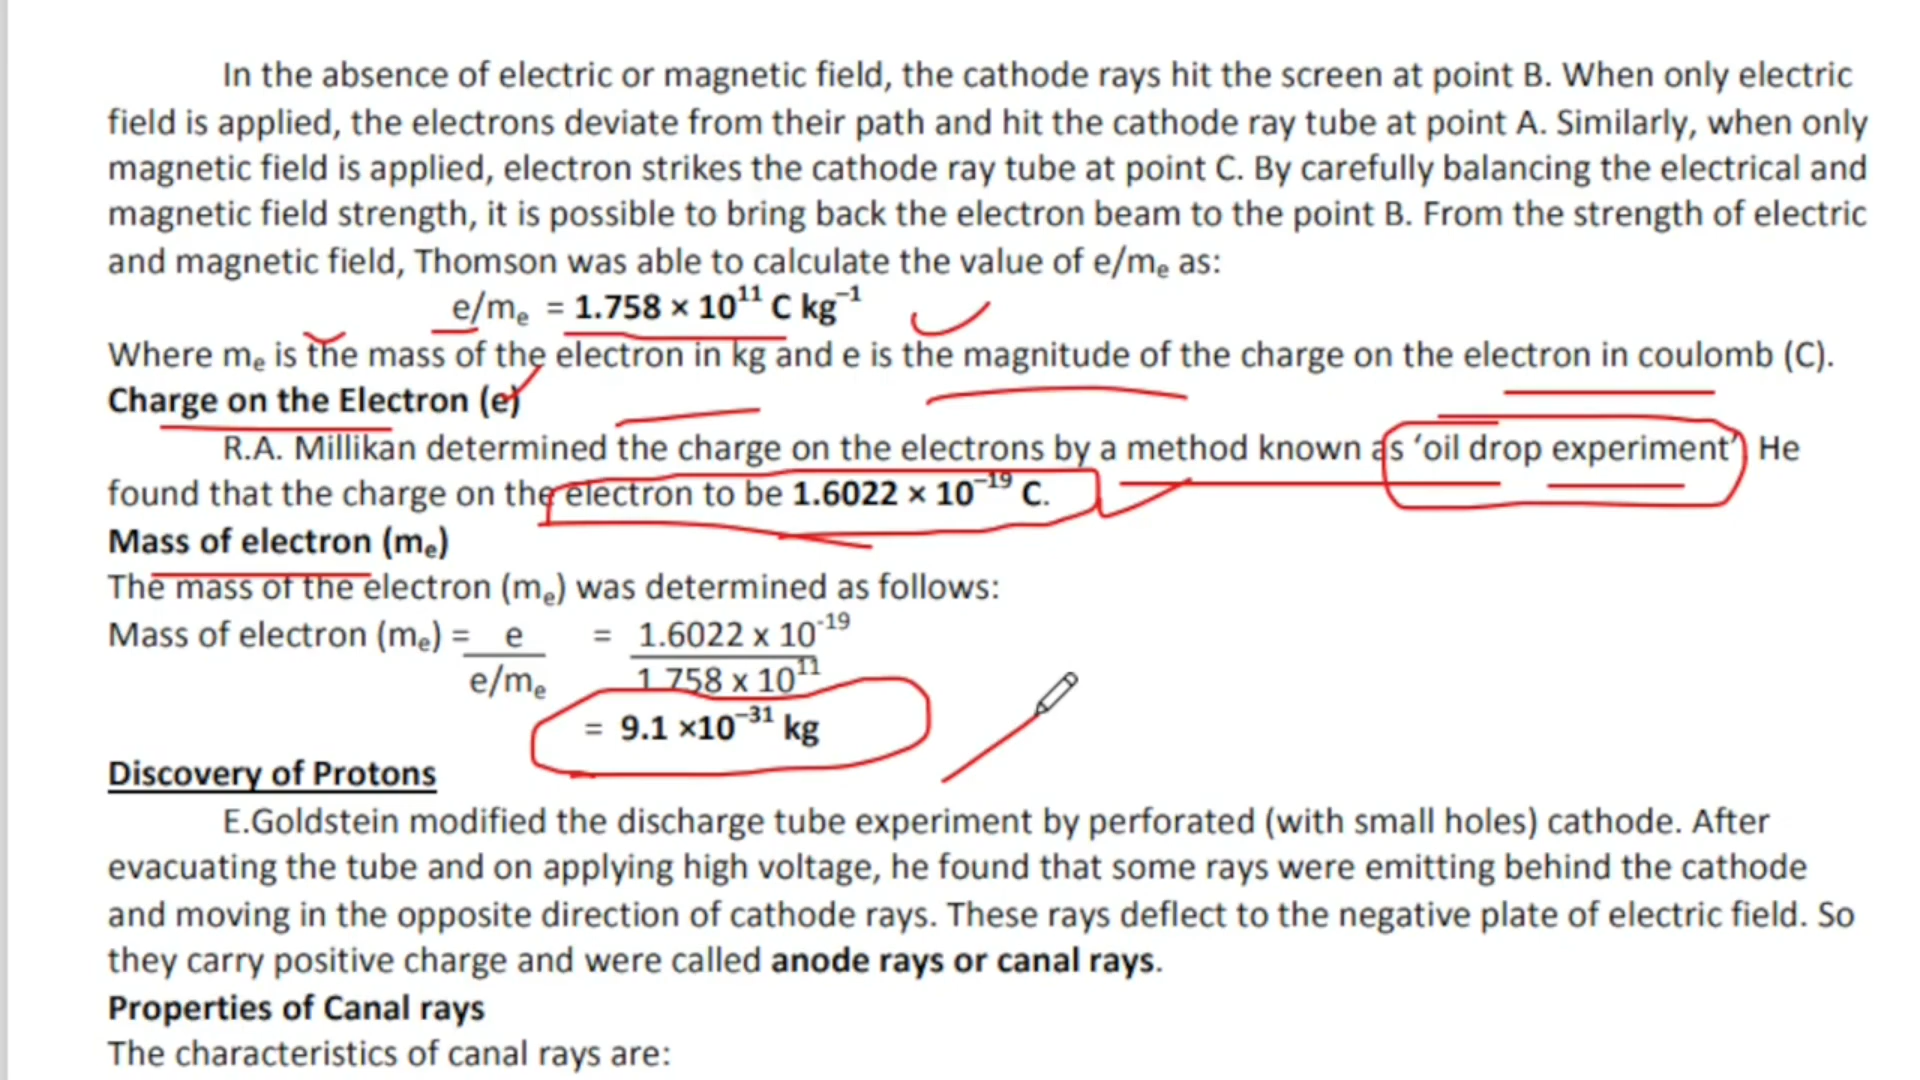 In the absence of electric or magnetic field, the cathode rays hit the screen at point B. When only electric
field is applied, the electrons deviate from their path and hit the cathode ray tube at point A. Similarly, when only
magnetic field is applied, electron strikes the cathode ray tube at point C. By carefully balancing the electrical and
magnetic field strength, it is possible to bring back the electron beam to the point B. From the strength of electric
and magnetic field, Thomson was able to calculate the value of e/mₑ as:
e/mₑ = 1.758 × 10¹¹ C kg⁻¹
Where mₑ is the mass of the electron in kg and e is the magnitude of the charge on the electron in coulomb (C).
Charge on the Electron (e)
R.A. Millikan determined the charge on the electrons by a method known as ‘oil drop experiment’ He
found that the charge on the electron to be 1.6022 × 10⁻¹⁹ C.
Mass of electron (mₑ)
The mass of the electron (mₑ) was determined as follows:
Mass of electron (mₑ) = e = 1.6022 x 10⁻¹⁹
e/mₑ 1.758 x 10¹¹
= 9.1 ×10⁻³¹ kg
Discovery of Protons
E.Goldstein modified the discharge tube experiment by perforated (with small holes) cathode. After
evacuating the tube and on applying high voltage, he found that some rays were emitting behind the cathode
and moving in the opposite direction of cathode rays. These rays deflect to the negative plate of electric field. So
they carry positive charge and were called anode rays or canal rays.
Properties of Canal rays
The characteristics of canal rays are: